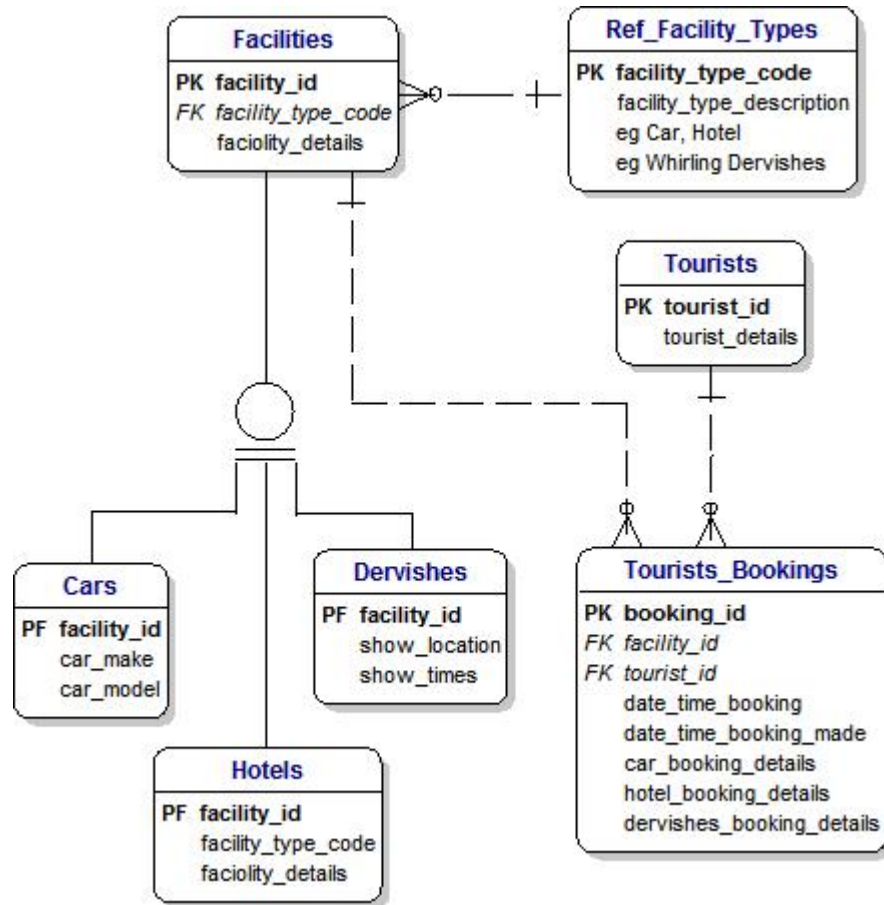 Facilities
PK facility_id
FK facility_type_code
faciolity_details
Ref_Facility_Types
PK facility_type_code
facility_type_description
eg Car, Hotel
eg Whirling Dervishes
Tourists
PK tourist_id
tourist_details
Cars
PF facility_id
car_make
car_model
Dervishes
PF facility_id
show_location
show_times
Hotels
PF facility_id
facility_type_code
faciolity_details
Tourists_Bookings
PK booking_id
FK facility_id
FK tourist_id
date_time_booking
date_time_booking_made
car_booking_details
hotel_booking_details
dervishes_booking_details